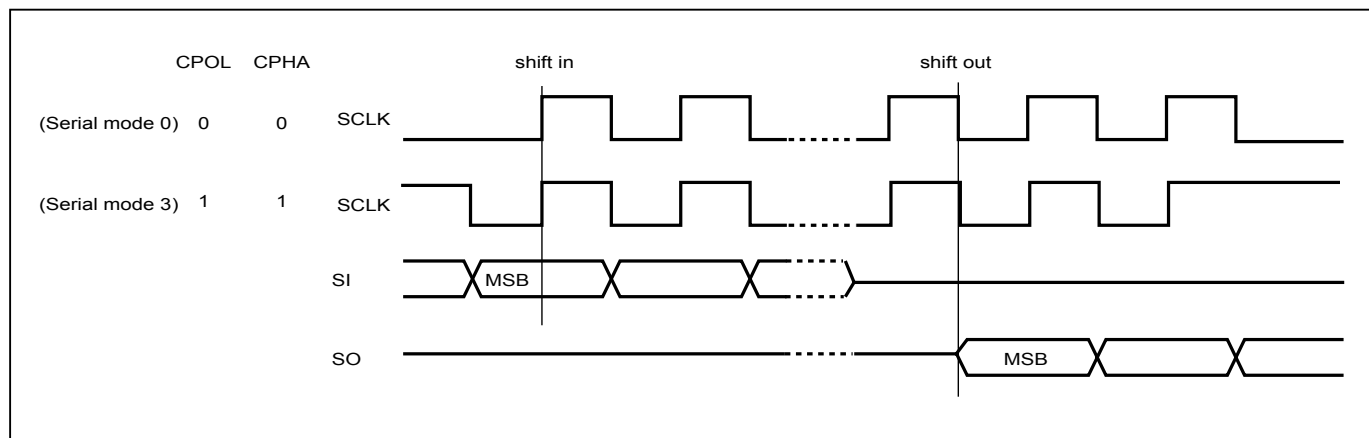 CPOL CPHA shift in shift out
(Serial mode 0) 0 0 SCLK
(Serial mode 3) 1 1 SCLK
SI MSB
SO MSB